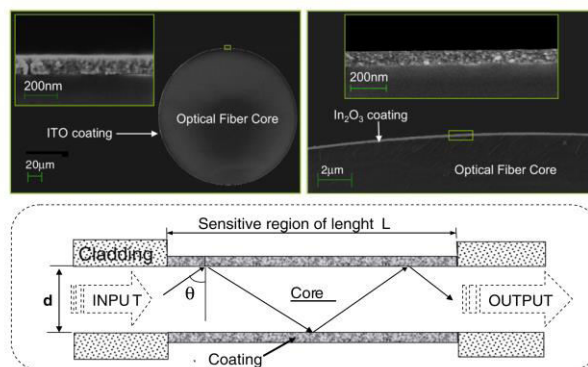 200nm
ITO coating
Optical Fiber Core
20μm
200nm
In₂O₃ coating
2μm
Optical Fiber Core
Sensitive region of lenght L
Cladding
d
INPUT
θ
Core
OUTPUT
Coating